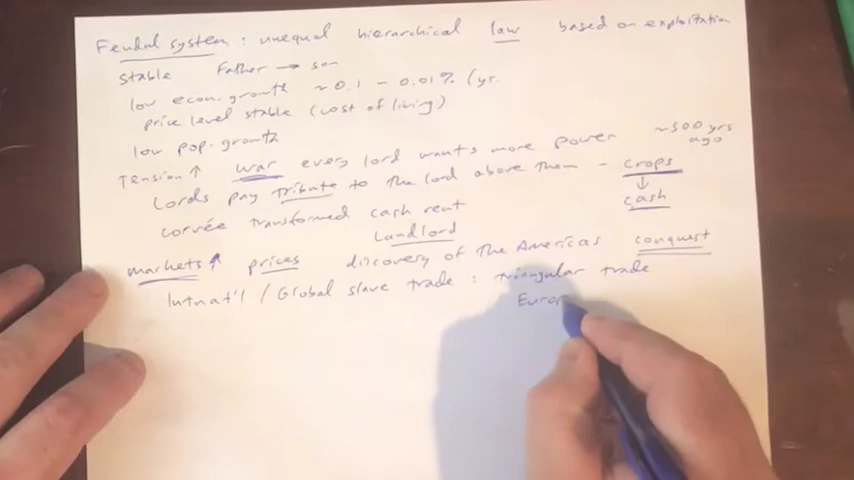 Feudal system : unequal hierarchical law based on exploitation
stable Father → son
low econ. growth ~0.1 - 0.01% (yr.
price level stable (cost of living)
low pop. growth
Tension ↑ war every lord wants more power ~500 yrs ago
Lords pay tribute to the lord above them - crops
↓
corvée transformed cash rent cash
Landlord
markets ↑ prices discovery of the Americas conquest
Intnat'l / Global slave trade : triangular trade
Europ